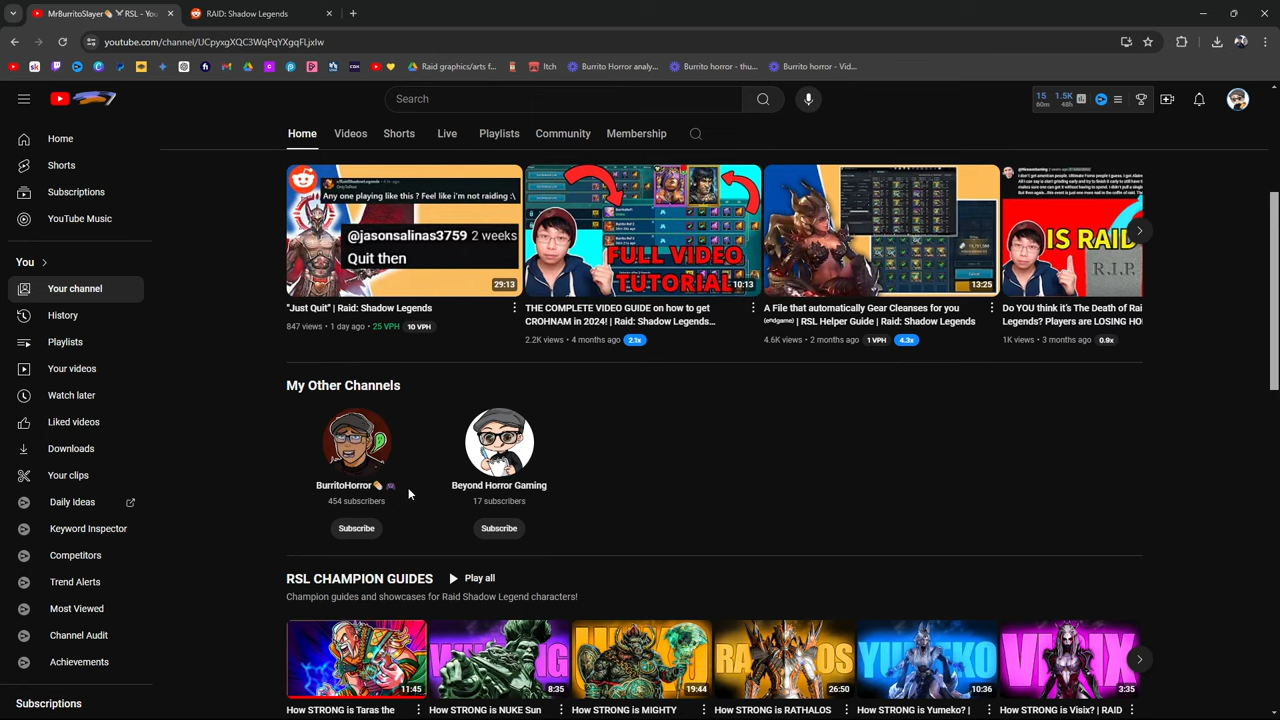 MrBurritoSlayer🌯 ⚔️RSL - You
RAID: Shadow Legends
youtube.com/channel/UCpyxgXQC3WqPqYXgqFLjxIw
Raid graphics/arts f...
Itch
Burrito Horror analy...
Burrito horror - thu...
Burrito horror - Vid...
Search
15
60m
1.5K
48h
Home
Videos
Shorts
Live
Playlists
Community
Membership
Home
Shorts
Subscriptions
YouTube Music
You
Your channel
History
Playlists
Your videos
Watch later
Liked videos
Downloads
Your clips
Daily Ideas
Keyword Inspector
Competitors
Trend Alerts
Most Viewed
Channel Audit
Achievements
Subscriptions
Any one playing like this ? Feel like i'm not raiding :\
@jasonsalinas3759 2 weeks
Quit then
29:13
"Just Quit" | Raid: Shadow Legends
847 views • 1 day ago • 25 VPH 10 VPH
FULL VIDEO
TUTORIAL
10:13
THE COMPLETE VIDEO GUIDE on how to get
CROHNAM in 2024! | Raid: Shadow Legends...
2.2K views • 4 months ago 2.1x
13:25
A File that automatically Gear Cleanses for you
| RSL Helper Guide | Raid: Shadow Legends
4.6K views • 2 months ago 1 VPH 4.3x
IS RAID
R.I.P.
Do YOU think it's The Death of Rai
Legends? Players are LOSING HO
1K views • 3 months ago 0.9x
My Other Channels
BurritoHorror🌯 🎮
454 subscribers
Subscribe
Beyond Horror Gaming
17 subscribers
Subscribe
RSL CHAMPION GUIDES
Play all
Champion guides and showcases for Raid Shadow Legend characters!
11:45
8:35
19:44
RA HOS
26:50
YUMEKO
10:36
VISIX
3:35
How STRONG is Taras the
How STRONG is NUKE Sun
How STRONG is MIGHTY
How STRONG is RATHALOS
How STRONG is Yumeko? |
How STRONG is Visix? | RAID